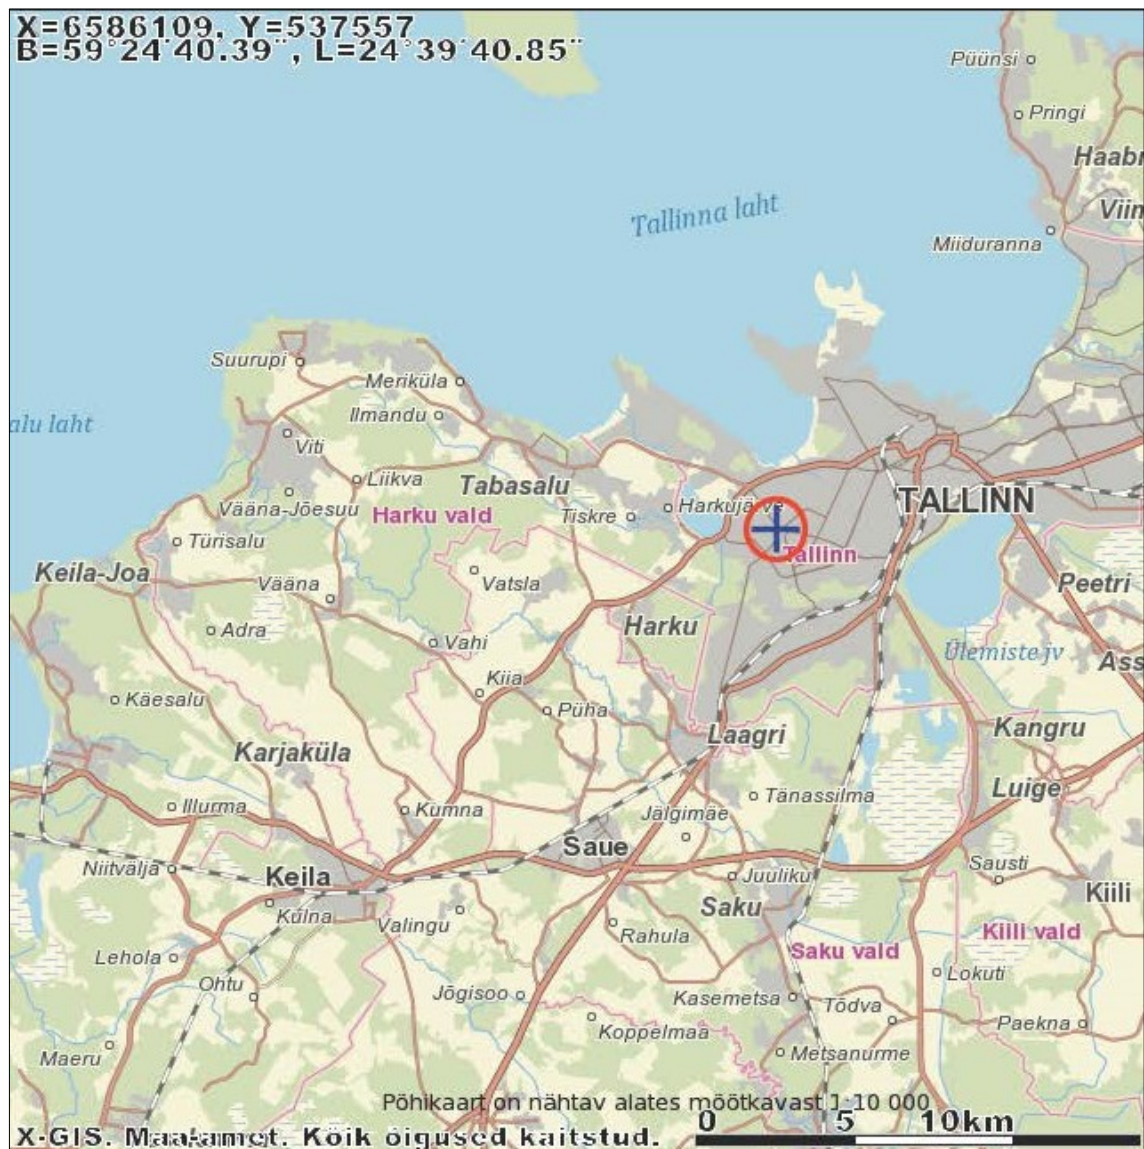 X=6586109, Y=537557
B=59°24'40.39", L=24°39'40.85"
Püünsi
Pringi
Haabn
Viim
Tallinna laht
Miiduranna
Suurupi
Meriküla
Ilmandu
alu laht
Viti
Liikva
Tabasalu
Harkujärve
TALLINN
Vääna-Jõesuu
Harku vald
Tiskre
Türisalu
Tallinn
Keila-Joa
Vääna
Vatsla
Peetri
Adra
Vahi
Harku
Ülemiste jv
Ass
Kiia
Käesalu
Püha
Laagri
Kangru
Karjaküla
Luige
Illurma
Kumna
Tänassilma
Jälgimäe
Saue
Niitvälja
Keila
Juuliku
Sausti
Kiili
Külna
Valingu
Saku
Rahula
Saku vald
Kiili vald
Lehola
Lokuti
Ohtu
Jõgisoo
Kasemetsa
Tõdva
Koppelmaa
Paekna
Maeru
Metsanurme
Põhikaart on nähtav alates mõõtkavast 1:10 000
0 5 10km
X-GIS. Maa-amet. Kõik õigused kaitstud.